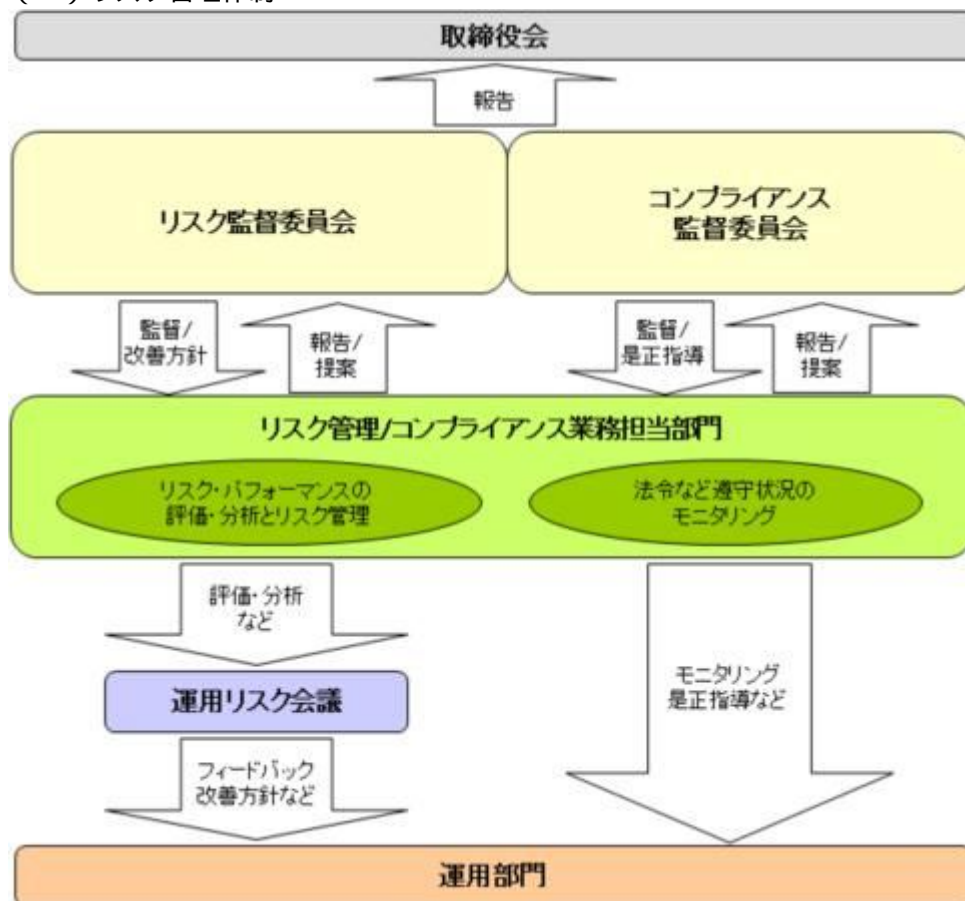 取締役会
報告
リスク監督委員会
コンプライアンス
監督委員会
監督/
改善方針
報告/
提案
監督/
是正指導
報告/
提案
リスク管理/コンプライアンス業務担当部門
リスク・パフォーマンスの
評価・分析とリスク管理
法令など遵守状況の
モニタリング
評価・分析
など
運用リスク会議
モニタリング
是正指導など
フィードバック
改善方針など
運用部門